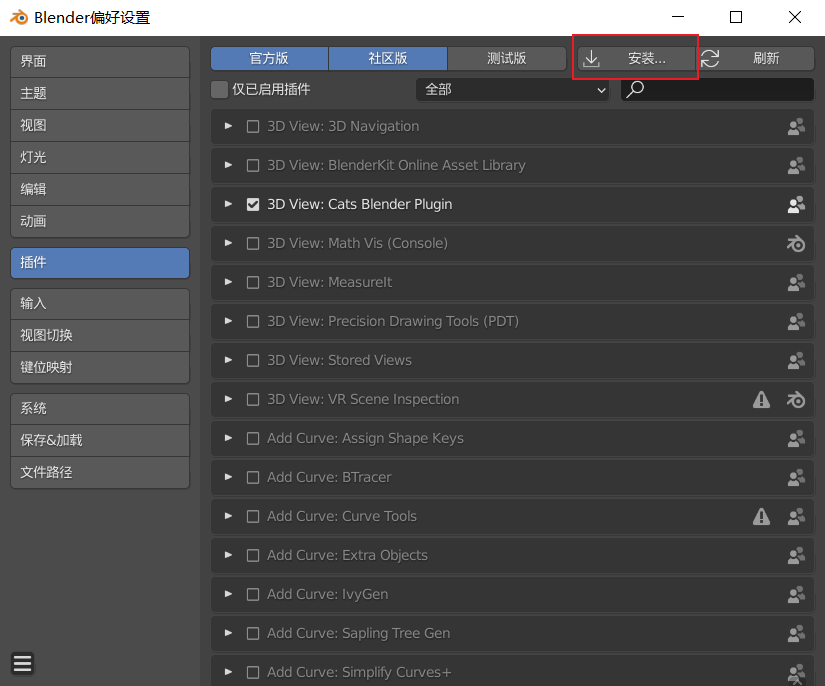 Blender偏好设置
界面
主题
视图
灯光
编辑
动画
插件
输入
视图切换
键位映射
系统
保存&加载
文件路径
官方版 社区版 测试版 安装... 刷新
仅已启用插件 全部
3D View: 3D Navigation
3D View: BlenderKit Online Asset Library
3D View: Cats Blender Plugin
3D View: Math Vis (Console)
3D View: MeasureIt
3D View: Precision Drawing Tools (PDT)
3D View: Stored Views
3D View: VR Scene Inspection
Add Curve: Assign Shape Keys
Add Curve: BTracer
Add Curve: Curve Tools
Add Curve: Extra Objects
Add Curve: IvyGen
Add Curve: Sapling Tree Gen
Add Curve: Simplify Curves+